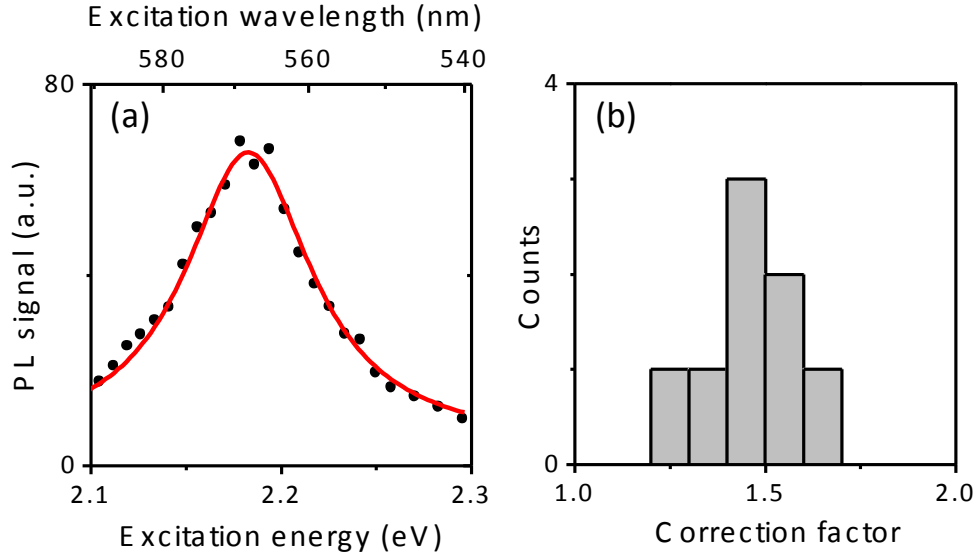 Excitation wavelength (nm)
580 560 540
80
(a)
PL signal (a.u.)
0
2.1 2.2 2.3
Excitation energy (eV)
4
(b)
Counts
0
1.0 1.5 2.0
Correction factor